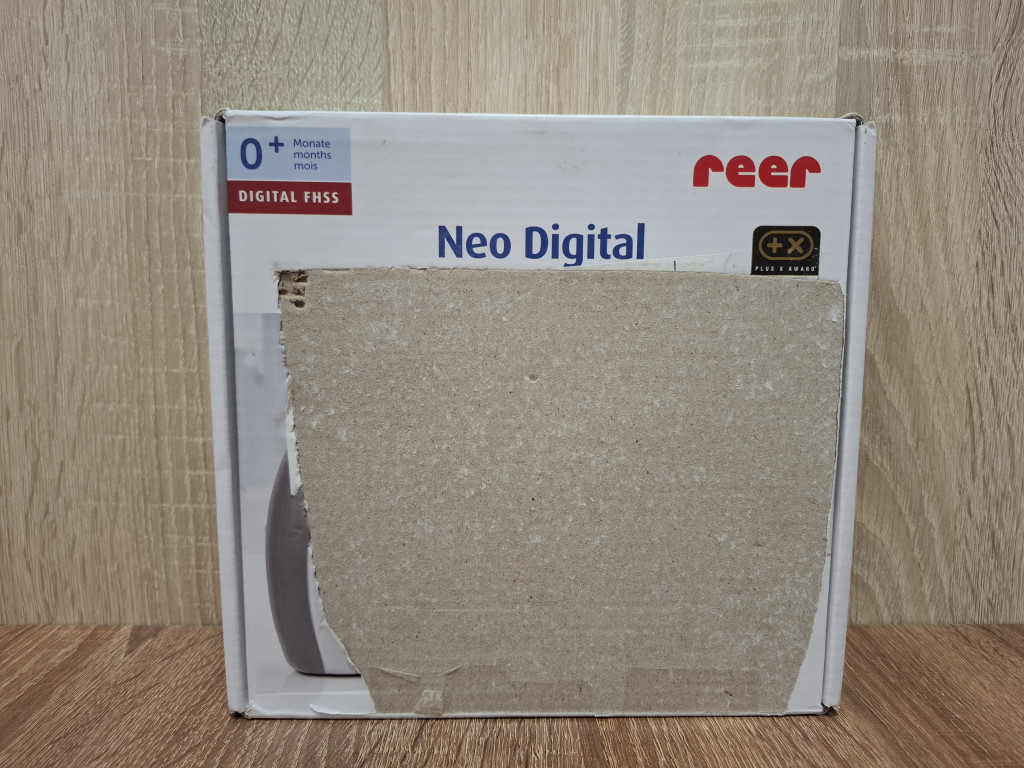 0+
Monate
months
mois
DIGITAL FHSS
reer
Neo Digital
+X
PLUS X AWARD